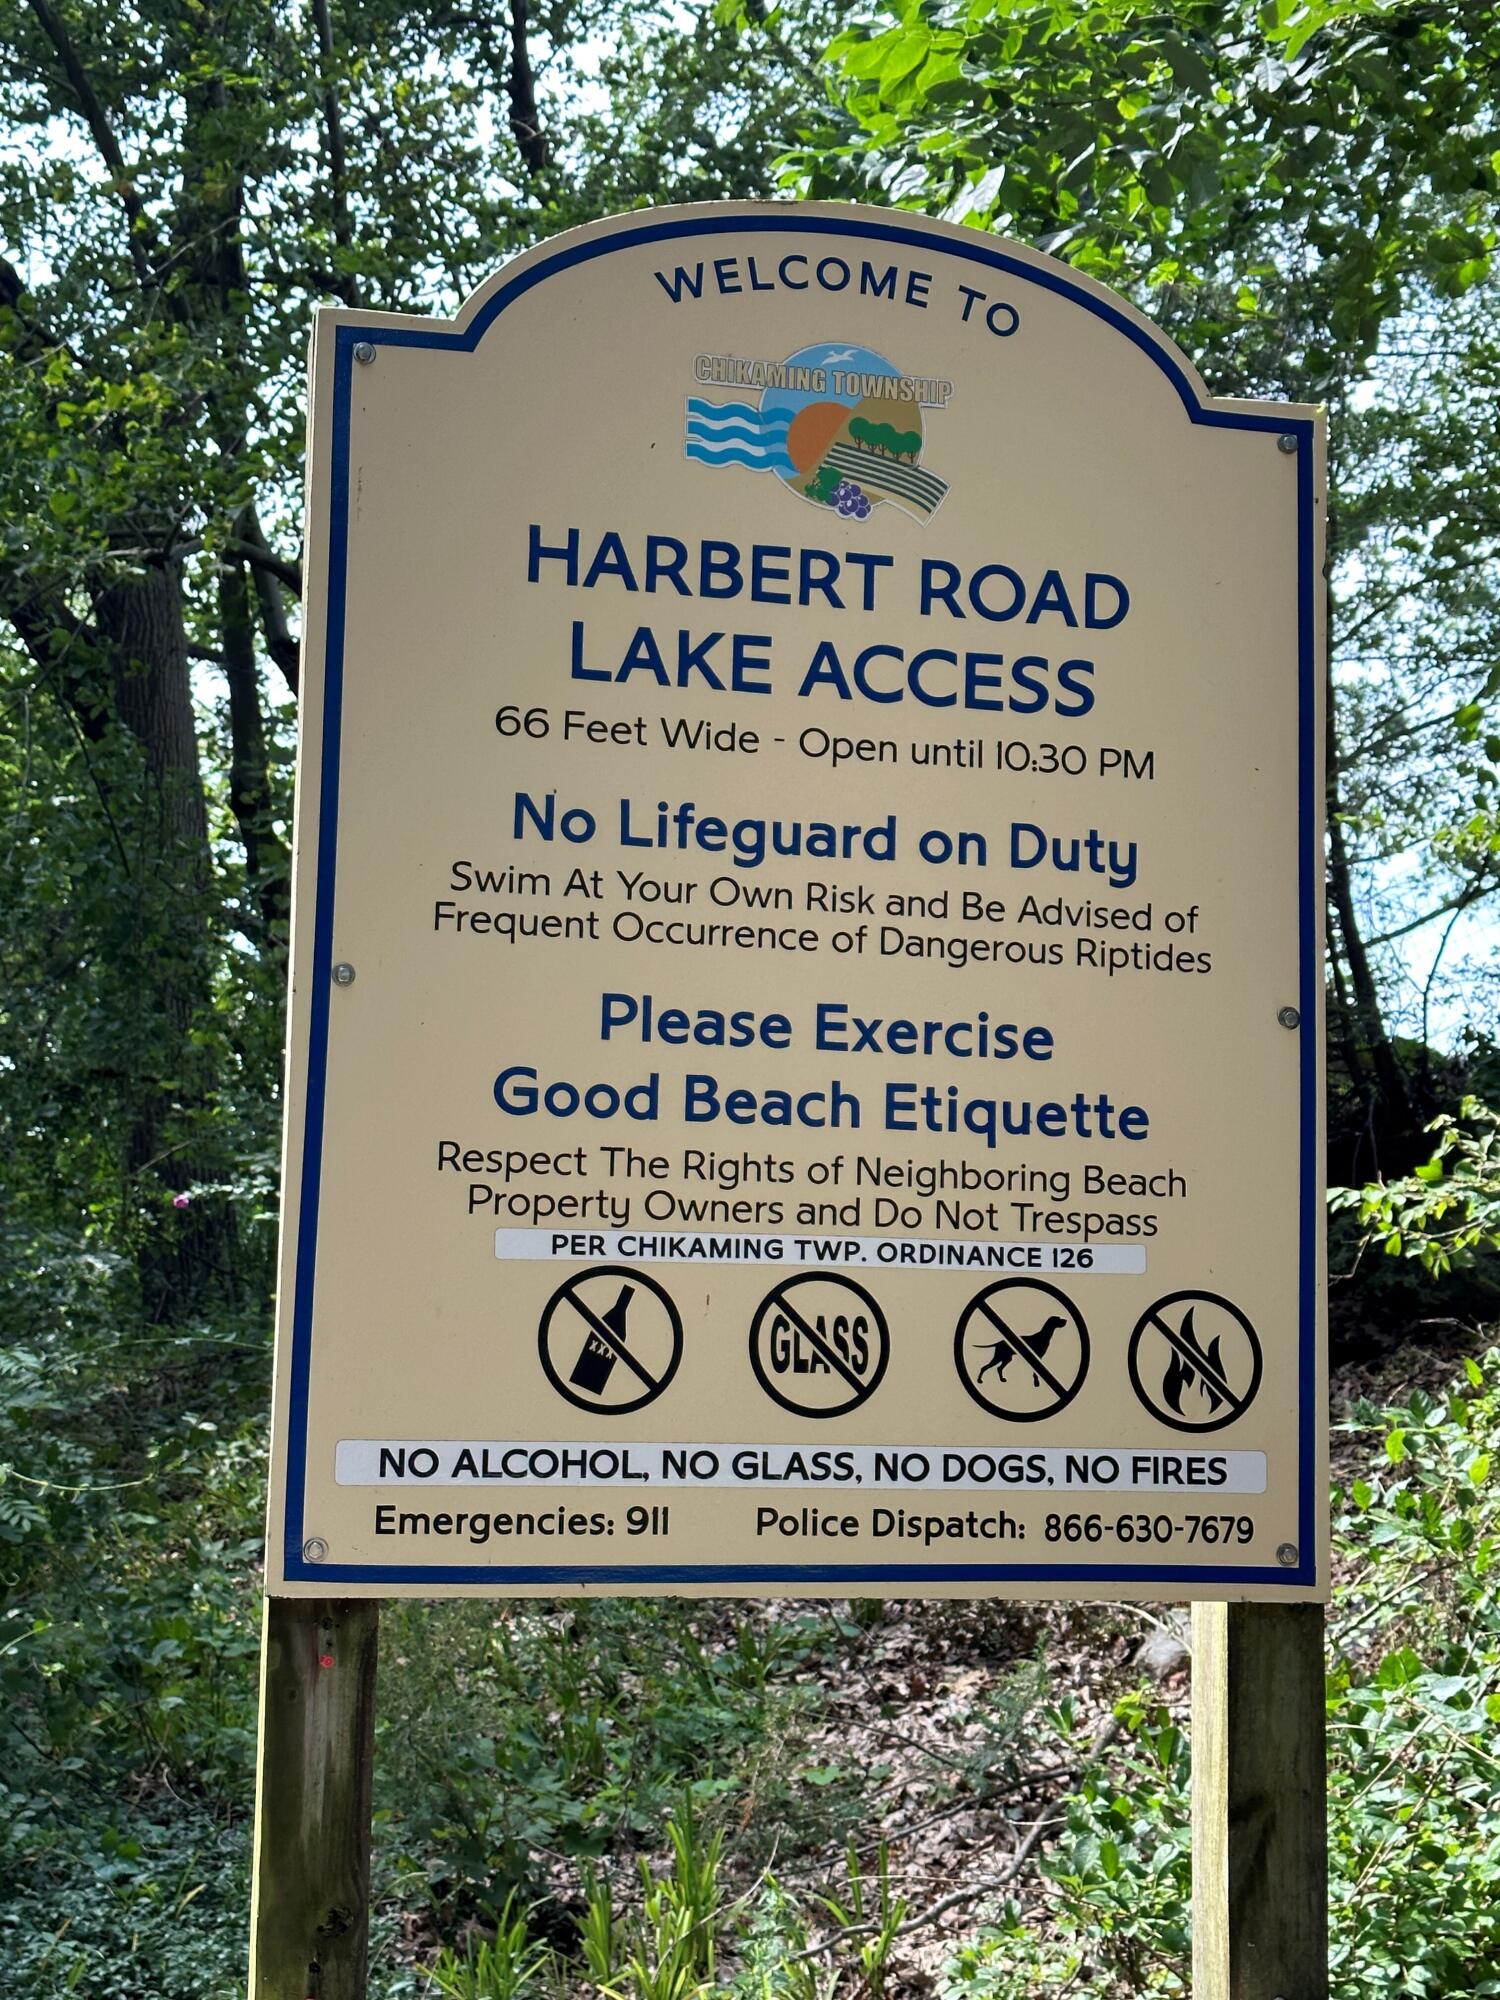 WELCOME TO
CHIKAMING TOWNSHIP
HARBERT ROAD
LAKE ACCESS
66 Feet Wide - Open until 10:30 PM
No Lifeguard on Duty
Swim At Your Own Risk and Be Advised of
Frequent Occurrence of Dangerous Riptides
Please Exercise
Good Beach Etiquette
Respect The Rights of Neighboring Beach
Property Owners and Do Not Trespass
PER CHIKAMING TWP. ORDINANCE 126
XXX GLASS
NO ALCOHOL, NO GLASS, NO DOGS, NO FIRES
Emergencies: 911 Police Dispatch: 866-630-7679